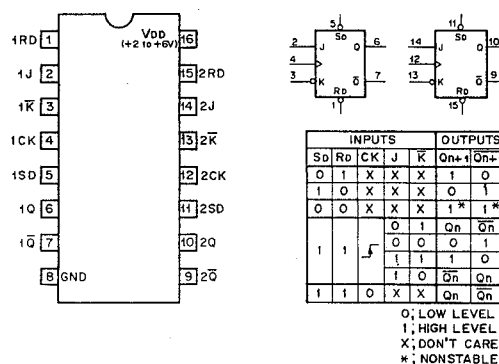 VDD
(+2 TO +6V)
1RD 1 16
1J 2 15 2RD
1K̅ 3 14 2J
1CK 4 13 2K̅
1SD 5 12 2CK
1Q 6 11 2SD
1Q̅ 7 10 2Q
8 GND 9 2Q̅
5 SD
2 J Q 6
4
3 K Q̅ 7
RD
1
11 SD
14 J Q 10
12
13 K Q̅ 9
RD
15
INPUTS OUTPUTS
SD RD CK J K̅ Qn+1 Q̅n+1
0 1 X X X 1 0
1 0 X X X 0 1
0 0 X X X 1* 1*
1 1 0 1 Qn Q̅n
0 0 0 1
1 1 1 0
1 0 Q̅n Qn
1 1 0 X X Qn Q̅n
0; LOW LEVEL
1; HIGH LEVEL
X; DON'T CARE
*; NONSTABLE